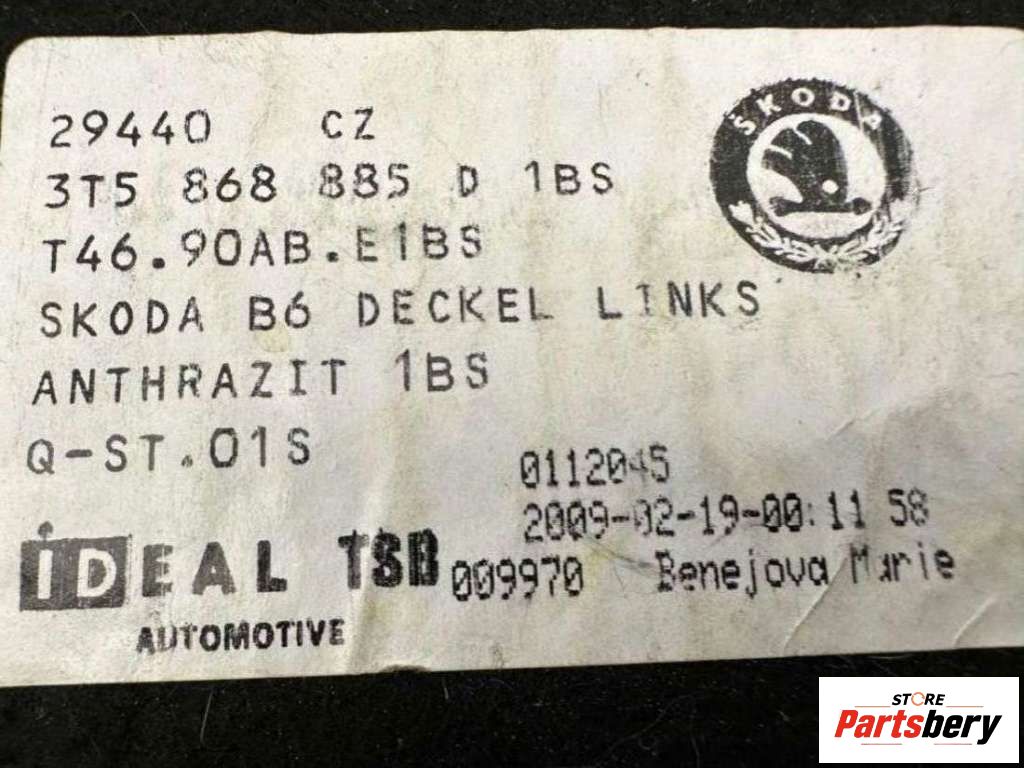 29440 CZ
3T5 868 885 D 1BS
T46.90AB.E1BS
SKODA B6 DECKEL LINKS
ANTHRAZIT 1BS
Q-ST.01S
ŠKODA
0112045
2009-02-19-00:11 58
009970 Benejova Marie
iDEAL TSB
AUTOMOTIVE
STORE
Partsbery